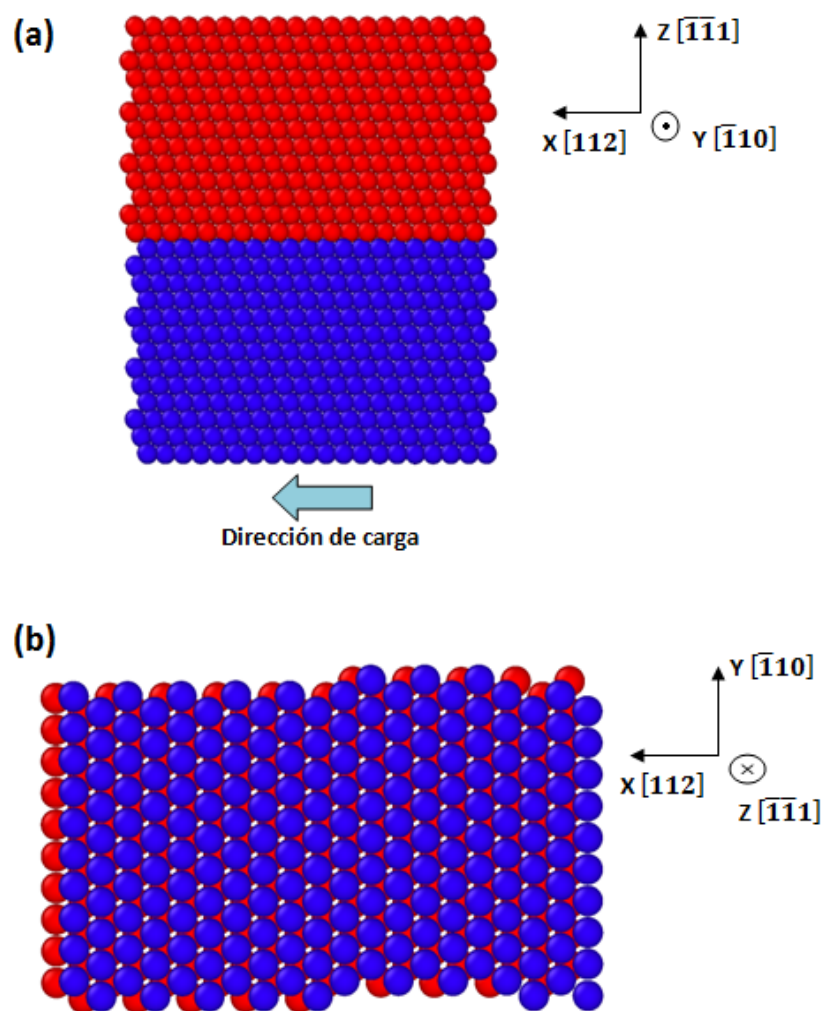 (a)
Z [1̅1̅1]
X [112]
Y [1̅10]
Dirección de carga
(b)
Y [1̅10]
X [112]
Z [1̅1̅1]